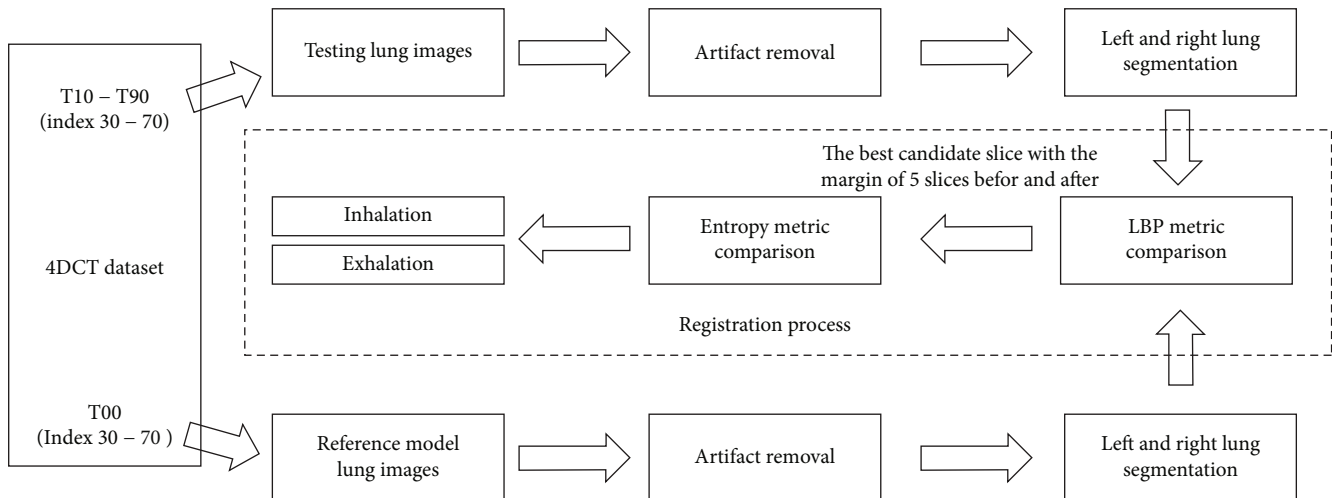 Testing lung images
Artifact removal
Left and right lung
segmentation
T10 – T90
(index 30 – 70)
The best candidate slice with the
margin of 5 slices befor and after
Inhalation
Exhalation
Entropy metric
comparison
LBP metric
comparison
4DCT dataset
Registration process
T00
(Index 30 – 70 )
Reference model
lung images
Artifact removal
Left and right lung
segmentation